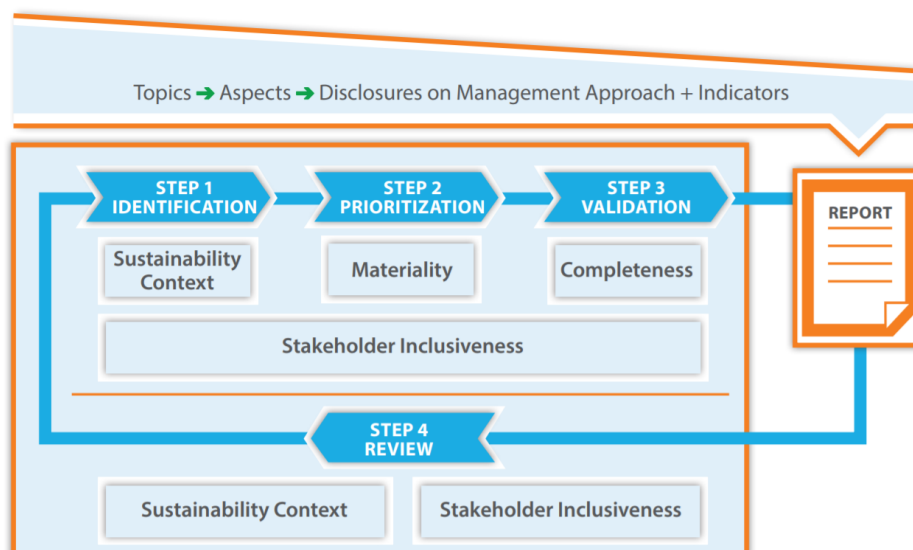 Topics ➔ Aspects ➔ Disclosures on Management Approach + Indicators
STEP 1
IDENTIFICATION
STEP 2
PRIORITIZATION
STEP 3
VALIDATION
REPORT
Sustainability
Context
Materiality
Completeness
Stakeholder Inclusiveness
STEP 4
REVIEW
Sustainability Context
Stakeholder Inclusiveness